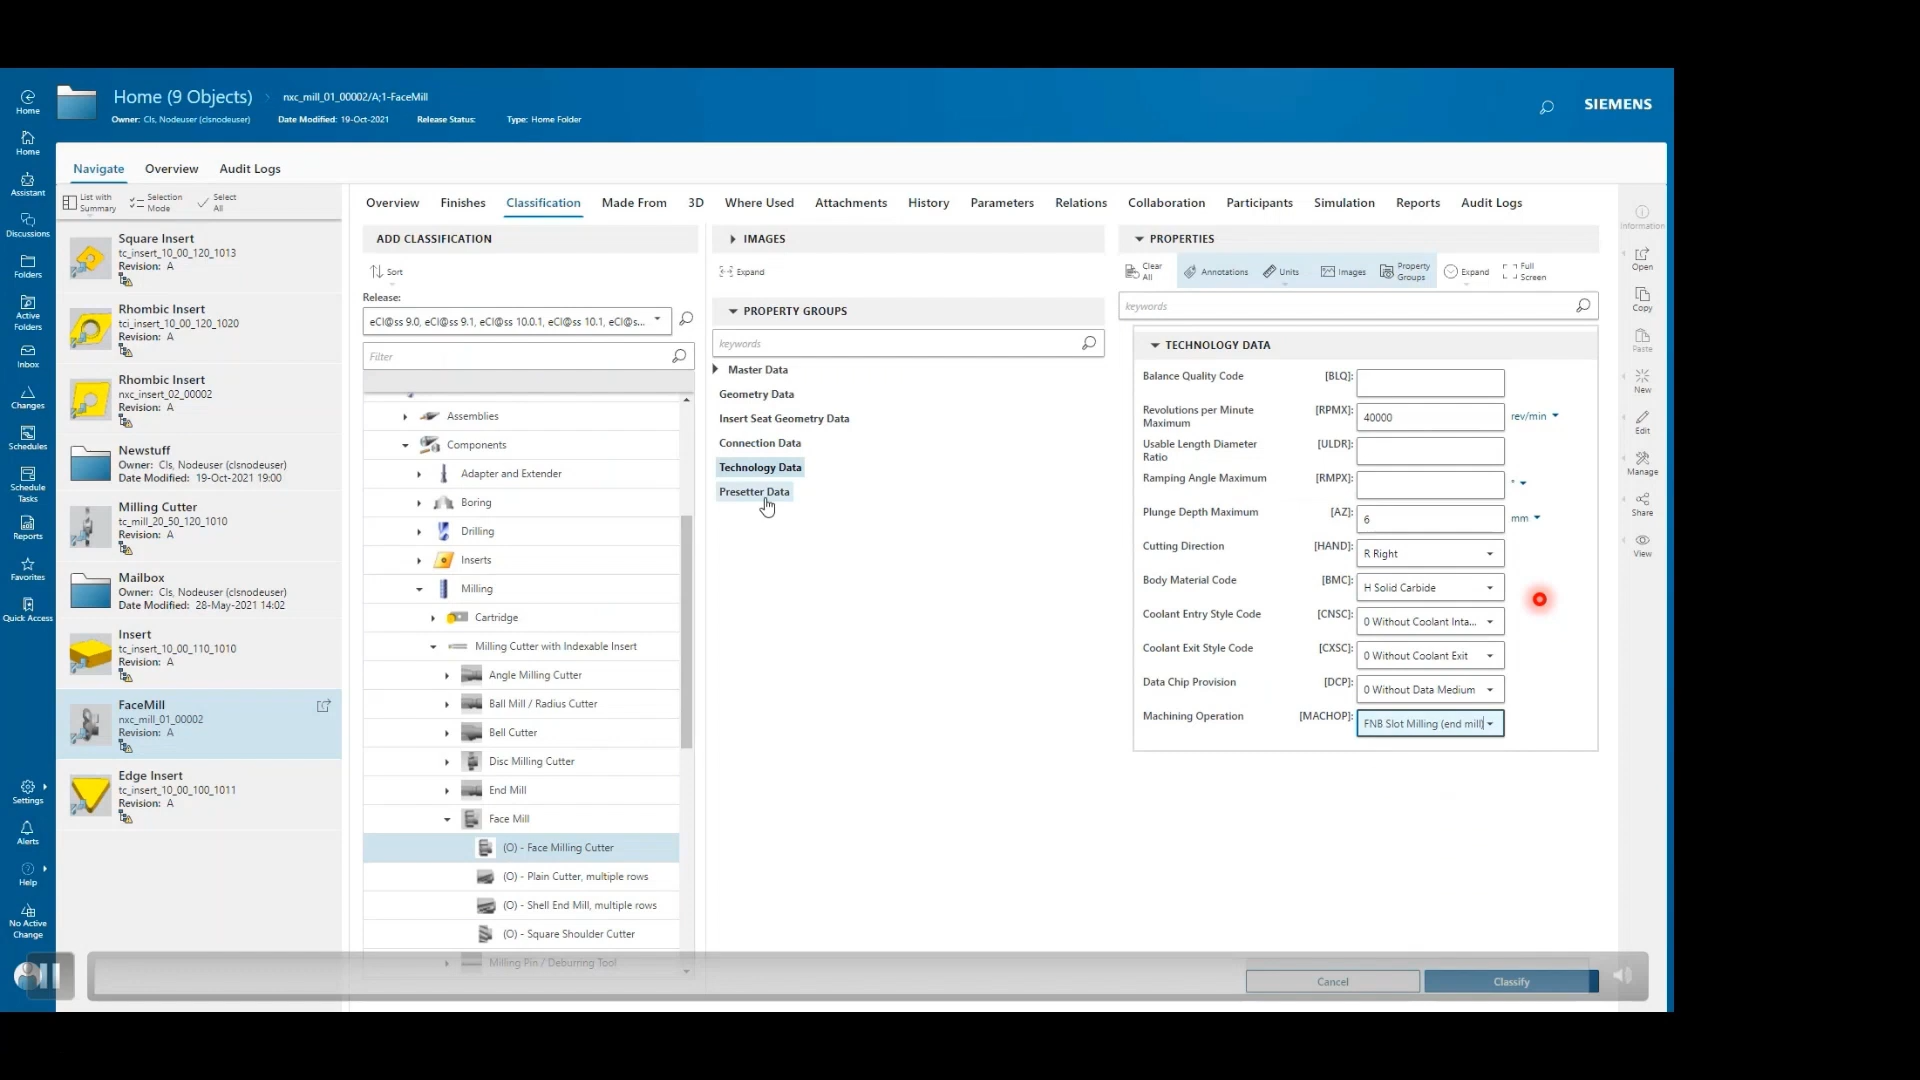 Home (9 Objects)
nxc_mill_01_00002/A;1-FaceMill
Owner: Cls, Nodeuser (clsnodeuser)
Date Modified: 19-Oct-2021
Release Status:
Type: Home Folder
SIEMENS
Home
Home
Assistant
Discussions
Folders
Active
Folders
Inbox
Changes
Schedules
Schedule
Tasks
Reports
Favorites
Quick Access
Settings
Alerts
Help
No Active
Change
Navigate
Overview
Audit Logs
List with
Summary
Selection
Mode
Select
All
Square Insert
tc_insert_10_00_120_1013
Revision: A
Rhombic Insert
tci_insert_10_00_120_1020
Revision: A
Rhombic Insert
nxc_insert_02_00002
Revision: A
Newstuff
Owner: Cls, Nodeuser (clsnodeuser)
Date Modified: 19-Oct-2021 19:00
Milling Cutter
tc_mill_20_50_120_1010
Revision: A
Mailbox
Owner: Cls, Nodeuser (clsnodeuser)
Date Modified: 28-May-2021 14:02
Insert
tc_insert_10_00_110_1010
Revision: A
FaceMill
nxc_mill_01_00002
Revision: A
Edge Insert
tc_insert_10_00_100_1011
Revision: A
Overview
Finishes
Classification
Made From
3D
Where Used
Attachments
History
Parameters
Relations
Collaboration
Participants
Simulation
Reports
Audit Logs
ADD CLASSIFICATION
Sort
Release:
eCl@ss 9.0, eCl@ss 9.1, eCl@ss 10.0.1, eCl@ss 10.1, eCl@s...
Filter
Assemblies
Components
Adapter and Extender
Boring
Drilling
Inserts
Milling
Cartridge
Milling Cutter with Indexable Insert
Angle Milling Cutter
Ball Mill / Radius Cutter
Bell Cutter
Disc Milling Cutter
End Mill
Face Mill
(O) - Face Milling Cutter
(O) - Plain Cutter, multiple rows
(O) - Shell End Mill, multiple rows
(O) - Square Shoulder Cutter
Milling Pin / Deburring Tool
IMAGES
Expand
PROPERTY GROUPS
keywords
Master Data
Geometry Data
Insert Seat Geometry Data
Connection Data
Technology Data
Presetter Data
PROPERTIES
Clear
All
Annotations
Units
Images
Property
Groups
Expand
Full
Screen
keywords
TECHNOLOGY DATA
Balance Quality Code [BLQ]:
Revolutions per Minute
Maximum [RPMX]: 40000 rev/min
Usable Length Diameter
Ratio [ULDR]:
Ramping Angle Maximum [RMPX]: °
Plunge Depth Maximum [AZ]: 6 mm
Cutting Direction [HAND]: R Right
Body Material Code [BMC]: H Solid Carbide
Coolant Entry Style Code [CNSC]: 0 Without Coolant Inta...
Coolant Exit Style Code [CXSC]: 0 Without Coolant Exit
Data Chip Provision [DCP]: 0 Without Data Medium
Machining Operation [MACHOP]: FNB Slot Milling (end mill)
Cancel
Classify
Information
Open
Copy
Paste
New
Edit
Manage
Share
View